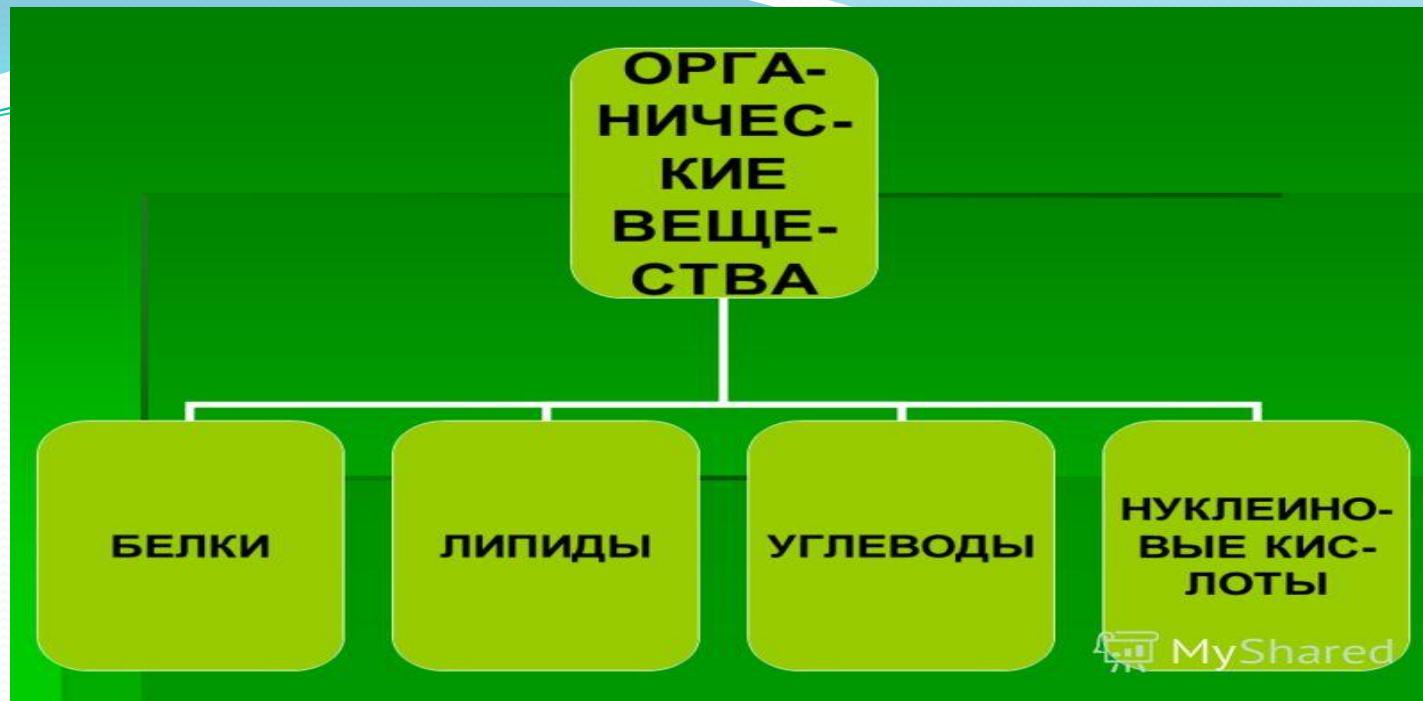 ОРГА-
НИЧЕС-
КИЕ
ВЕЩЕ-
СТВА
БЕЛКИ
ЛИПИДЫ
УГЛЕВОДЫ
НУКЛЕИНО-
ВЫЕ КИС-
ЛОТЫ
MyShared